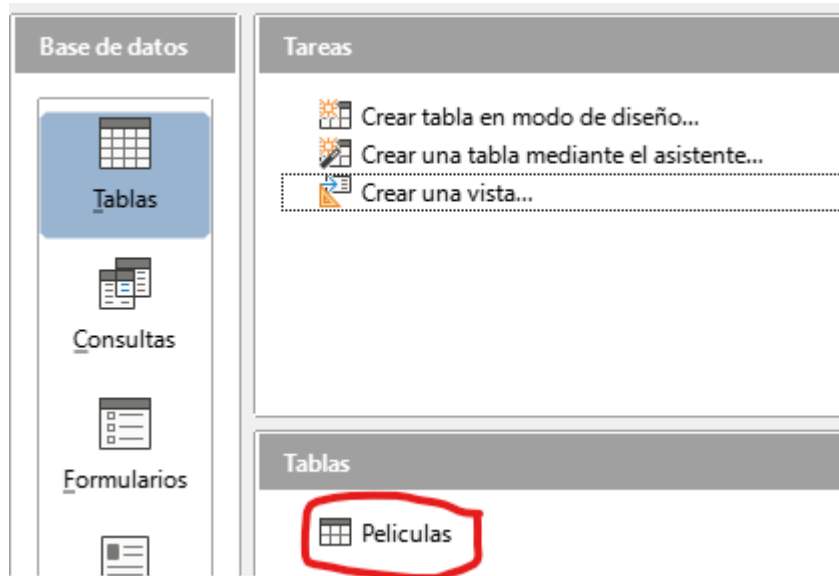 Base de datos
Tablas
Consultas
Formularios
Tareas
Crear tabla en modo de diseño...
Crear una tabla mediante el asistente...
Crear una vista...
Tablas
Peliculas